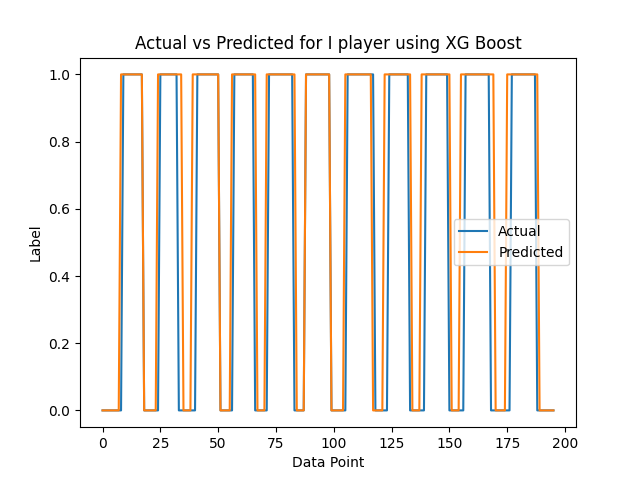 Actual vs Predicted for I player using XG Boost
1.0
0.8
0.6
0.4
0.2
0.0
Label
Actual
Predicted
0 25 50 75 100 125 150 175 200
Data Point